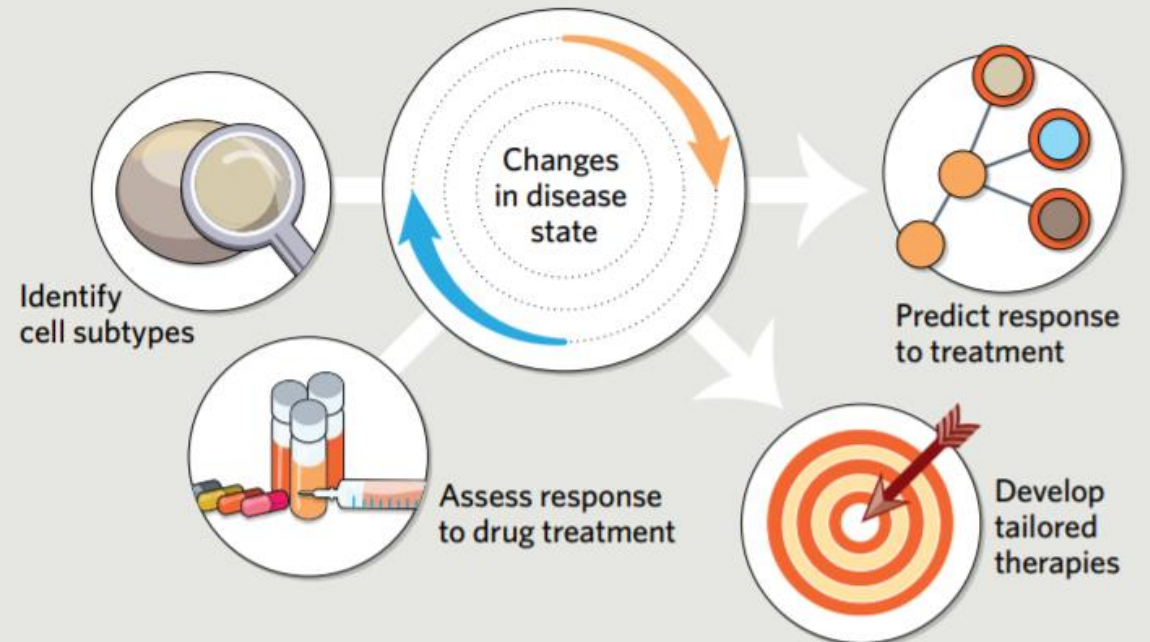 Changes
in disease
state
Identify
cell subtypes
Assess response
to drug treatment
Predict response
to treatment
Develop
tailored
therapies